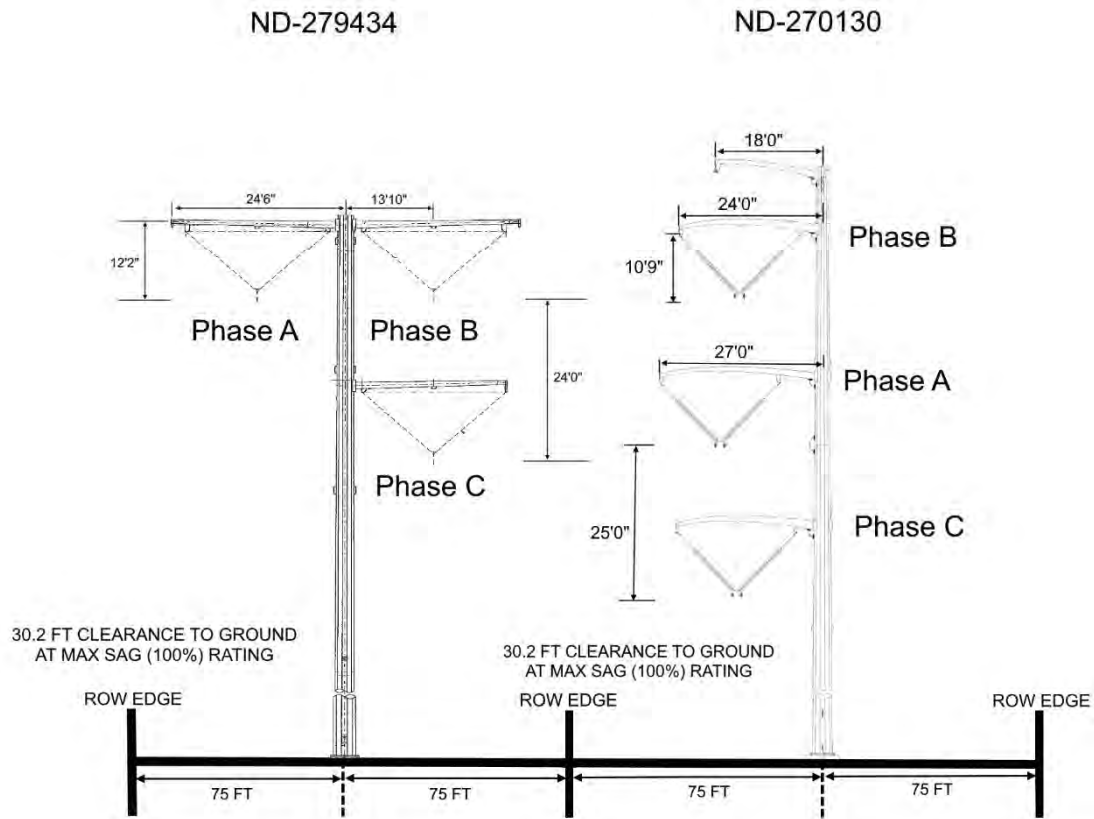 ND-279434
ND-270130
24'6"
13'10"
12'2"
Phase A
Phase B
24'0"
Phase C
18'0"
24'0"
Phase B
10'9"
27'0"
Phase A
25'0"
Phase C
30.2 FT CLEARANCE TO GROUND
AT MAX SAG (100%) RATING
30.2 FT CLEARANCE TO GROUND
AT MAX SAG (100%) RATING
ROW EDGE
ROW EDGE
ROW EDGE
75 FT
75 FT
75 FT
75 FT